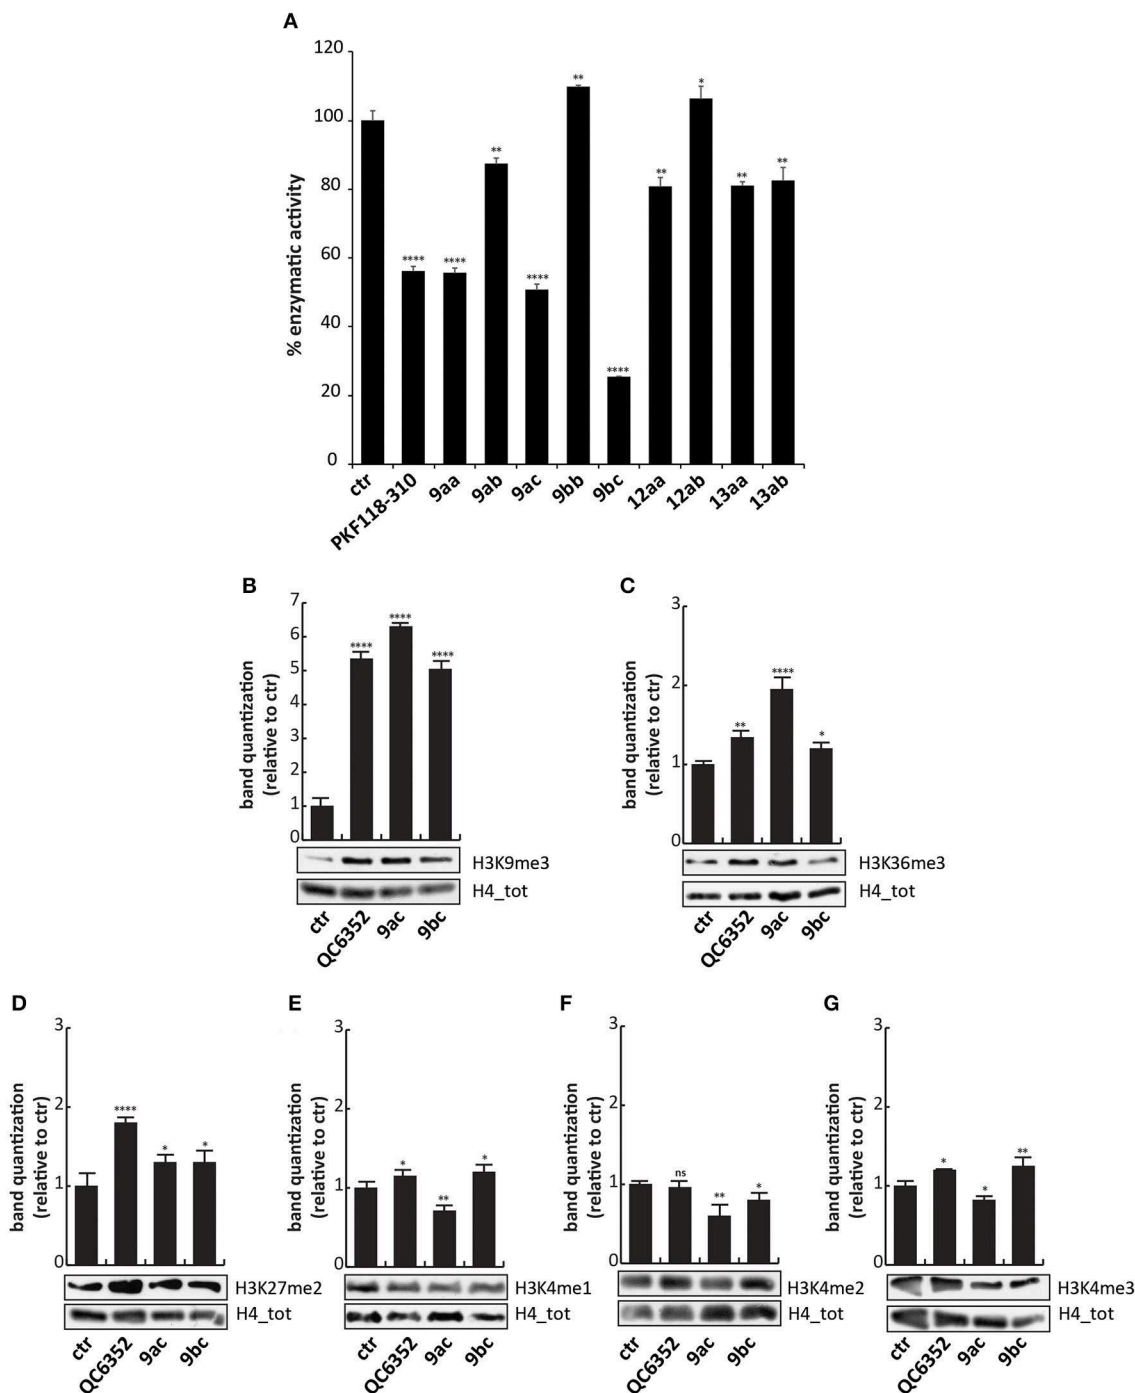 A
120
100
80
60
40
20
0
% enzymatic activity
****
****
**
****
**
****
**
*
**
**
ctr
PKF118-310
9aa
9ab
9ac
9bb
9bc
12aa
12ab
13aa
13ab
B
7
6
5
4
3
2
1
0
band quantization
(relative to ctr)
****
****
****
H3K9me3
H4_tot
ctr
QC6352
9ac
9bc
C
3
2
1
0
band quantization
(relative to ctr)
**
****
*
H3K36me3
H4_tot
ctr
QC6352
9ac
9bc
D
3
2
1
0
band quantization
(relative to ctr)
****
*
*
H3K27me2
H4_tot
ctr
QC6352
9ac
9bc
E
3
2
1
0
band quantization
(relative to ctr)
*
**
*
H3K4me1
H4_tot
ctr
QC6352
9ac
9bc
F
3
2
1
0
band quantization
(relative to ctr)
ns
**
*
H3K4me2
H4_tot
ctr
QC6352
9ac
9bc
G
3
2
1
0
band quantization
(relative to ctr)
*
*
**
H3K4me3
H4_tot
ctr
QC6352
9ac
9bc